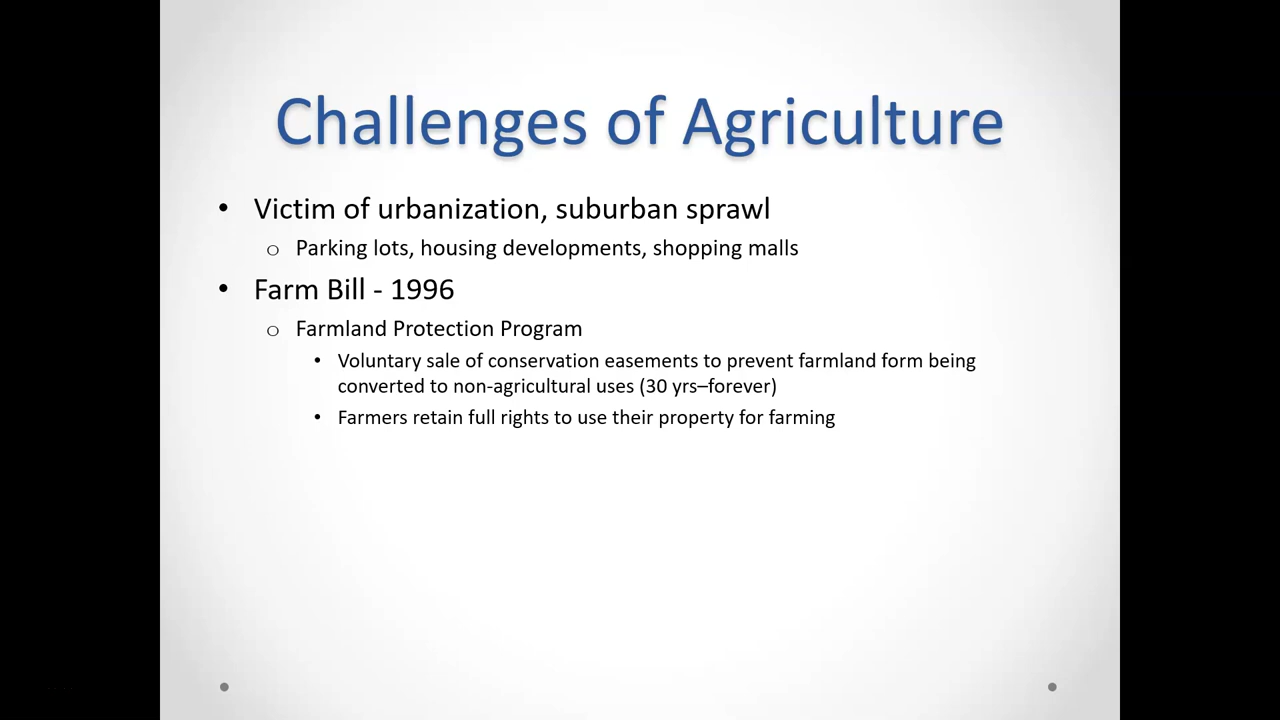 Challenges of Agriculture
• Victim of urbanization, suburban sprawl
o Parking lots, housing developments, shopping malls
• Farm Bill - 1996
o Farmland Protection Program
• Voluntary sale of conservation easements to prevent farmland form being
converted to non-agricultural uses (30 yrs–forever)
• Farmers retain full rights to use their property for farming